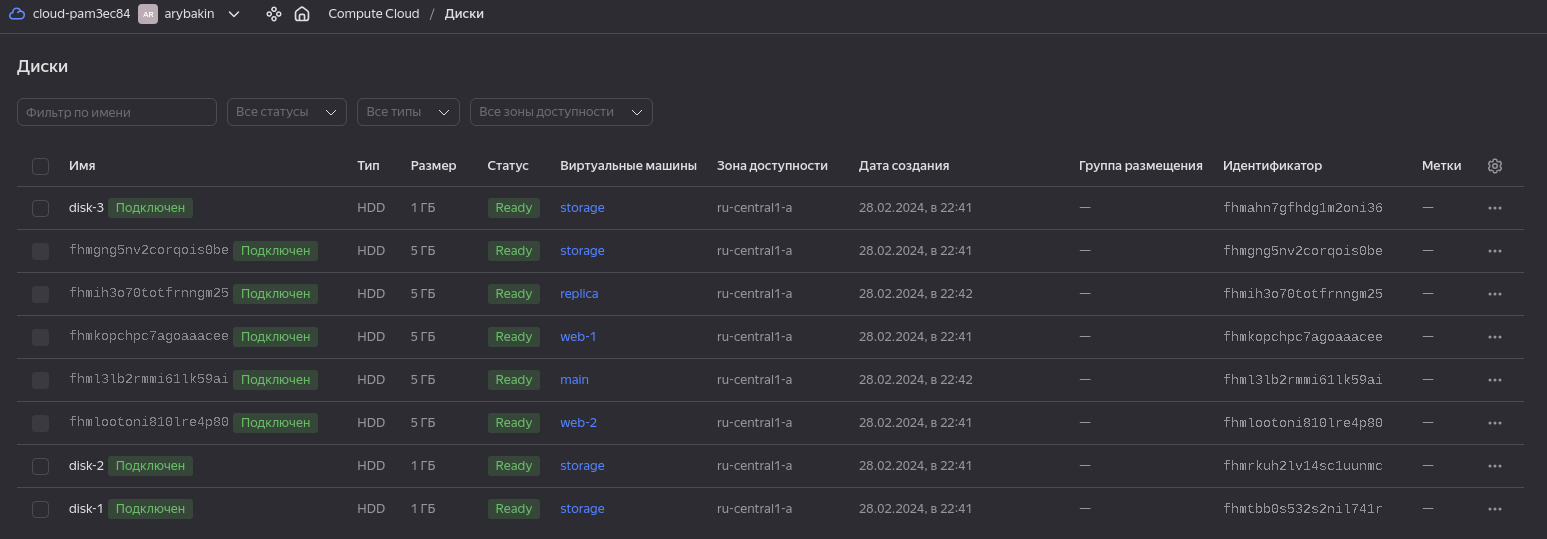 cloud-pam3ec84 AR arybakin Compute Cloud / Диски
Диски
Фильтр по имени Все статусы Все типы Все зоны доступности
Имя Тип Размер Статус Виртуальные машины Зона доступности Дата создания Группа размещения Идентификатор Метки
disk-3 Подключен HDD 1 ГБ Ready storage ru-central1-a 28.02.2024, в 22:41 — fhmahn7gfhdg1m2oni36 — ···
fhmgng5nv2corqois0be Подключен HDD 5 ГБ Ready storage ru-central1-a 28.02.2024, в 22:41 — fhmgng5nv2corqois0be — ···
fhmih3o70totfrnngm25 Подключен HDD 5 ГБ Ready replica ru-central1-a 28.02.2024, в 22:42 — fhmih3o70totfrnngm25 — ···
fhmkopchpc7agoaaacee Подключен HDD 5 ГБ Ready web-1 ru-central1-a 28.02.2024, в 22:41 — fhmkopchpc7agoaaacee — ···
fhml3lb2rmmi61lk59ai Подключен HDD 5 ГБ Ready main ru-central1-a 28.02.2024, в 22:42 — fhml3lb2rmmi61lk59ai — ···
fhmlootoni810lre4p80 Подключен HDD 5 ГБ Ready web-2 ru-central1-a 28.02.2024, в 22:41 — fhmlootoni810lre4p80 — ···
disk-2 Подключен HDD 1 ГБ Ready storage ru-central1-a 28.02.2024, в 22:41 — fhmrkuh2lv14sc1uunmc — ···
disk-1 Подключен HDD 1 ГБ Ready storage ru-central1-a 28.02.2024, в 22:41 — fhmtbb0s532s2nil741r — ···